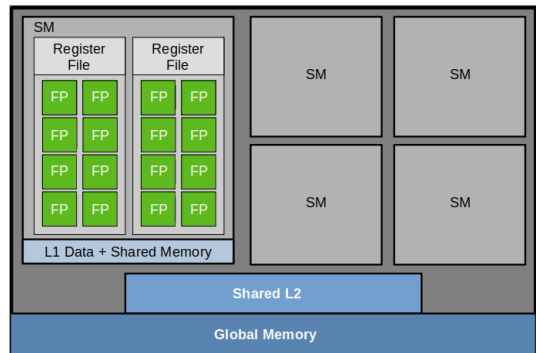 SM
Register Register
File File
FP FP FP FP
FP FP FP FP
FP FP FP FP
FP FP FP FP
L1 Data + Shared Memory
SM SM
SM SM
Shared L2
Global Memory